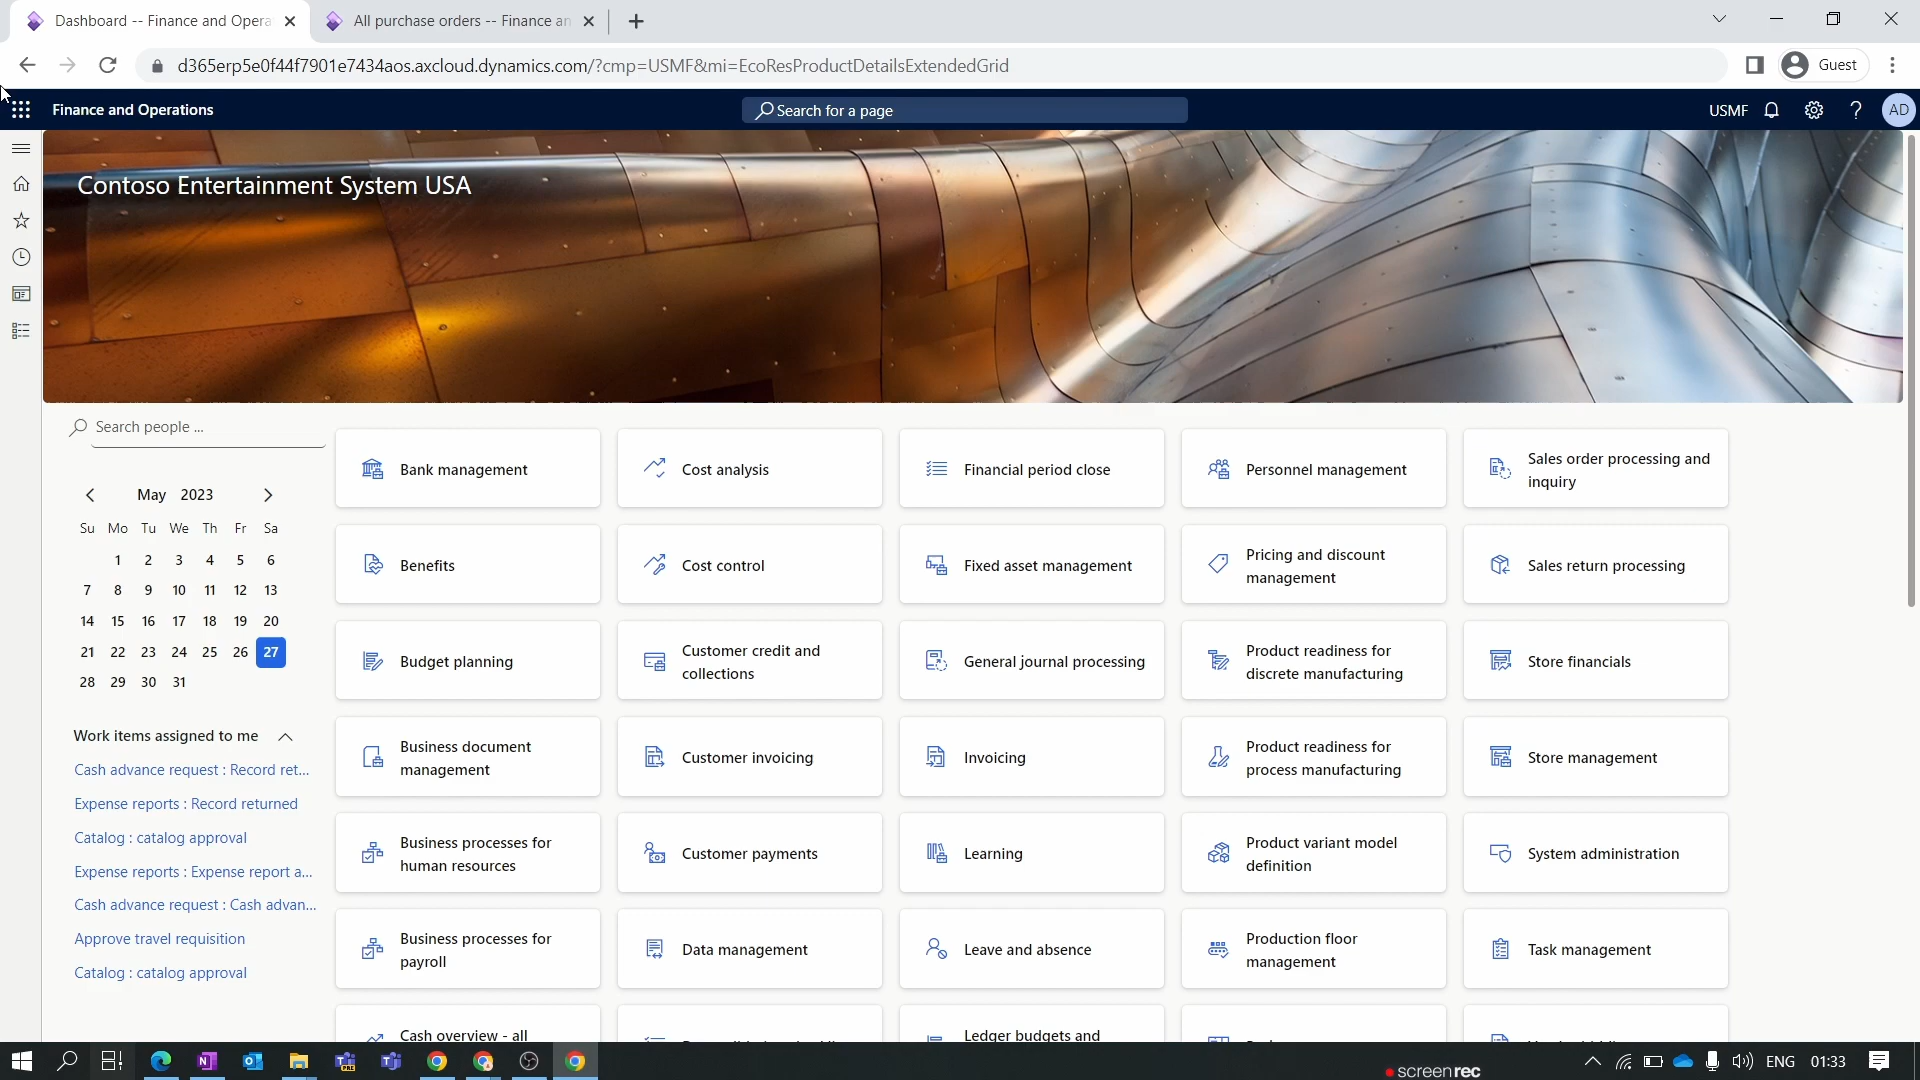 Dashboard -- Finance and Opera
All purchase orders -- Finance an
d365erp5e0f44f7901e7434aos.axcloud.dynamics.com/?cmp=USMF&mi=EcoResProductDetailsExtendedGrid
Guest
Finance and Operations
Search for a page
USMF
AD
Contoso Entertainment System USA
Search people ...
May 2023
Su Mo Tu We Th Fr Sa
1 2 3 4 5 6
7 8 9 10 11 12 13
14 15 16 17 18 19 20
21 22 23 24 25 26 27
28 29 30 31
Work items assigned to me
Cash advance request : Record ret...
Expense reports : Record returned
Catalog : catalog approval
Expense reports : Expense report a...
Cash advance request : Cash advan...
Approve travel requisition
Catalog : catalog approval
Bank management
Cost analysis
Financial period close
Personnel management
Sales order processing and
inquiry
Benefits
Cost control
Fixed asset management
Pricing and discount
management
Sales return processing
Budget planning
Customer credit and
collections
General journal processing
Product readiness for
discrete manufacturing
Store financials
Business document
management
Customer invoicing
Invoicing
Product readiness for
process manufacturing
Store management
Business processes for
human resources
Customer payments
Learning
Product variant model
definition
System administration
Business processes for
payroll
Data management
Leave and absence
Production floor
management
Task management
Cash overview - all
Ledger budgets and
screenrec
ENG
01:33